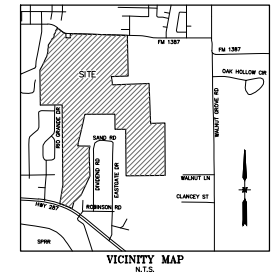 FM 1387
FM 1387
OAK HOLLOW CIR
SITE
WALNUT GROVE RD
RIO GRANDE DR
SAND RD
DIVIDEND RD
EASTGATE DR
WALNUT LN
CLANCEY ST
HWY 287
ROBINSON RD
SPRR
VICINITY MAP
N.T.S.